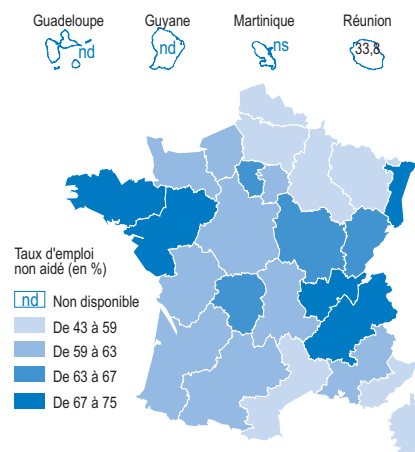 Guadeloupe Guyane Martinique Réunion
nd nd ns 33,8
Taux d'emploi
non aidé (en %)
nd Non disponible
De 43 à 59
De 59 à 63
De 63 à 67
De 67 à 75